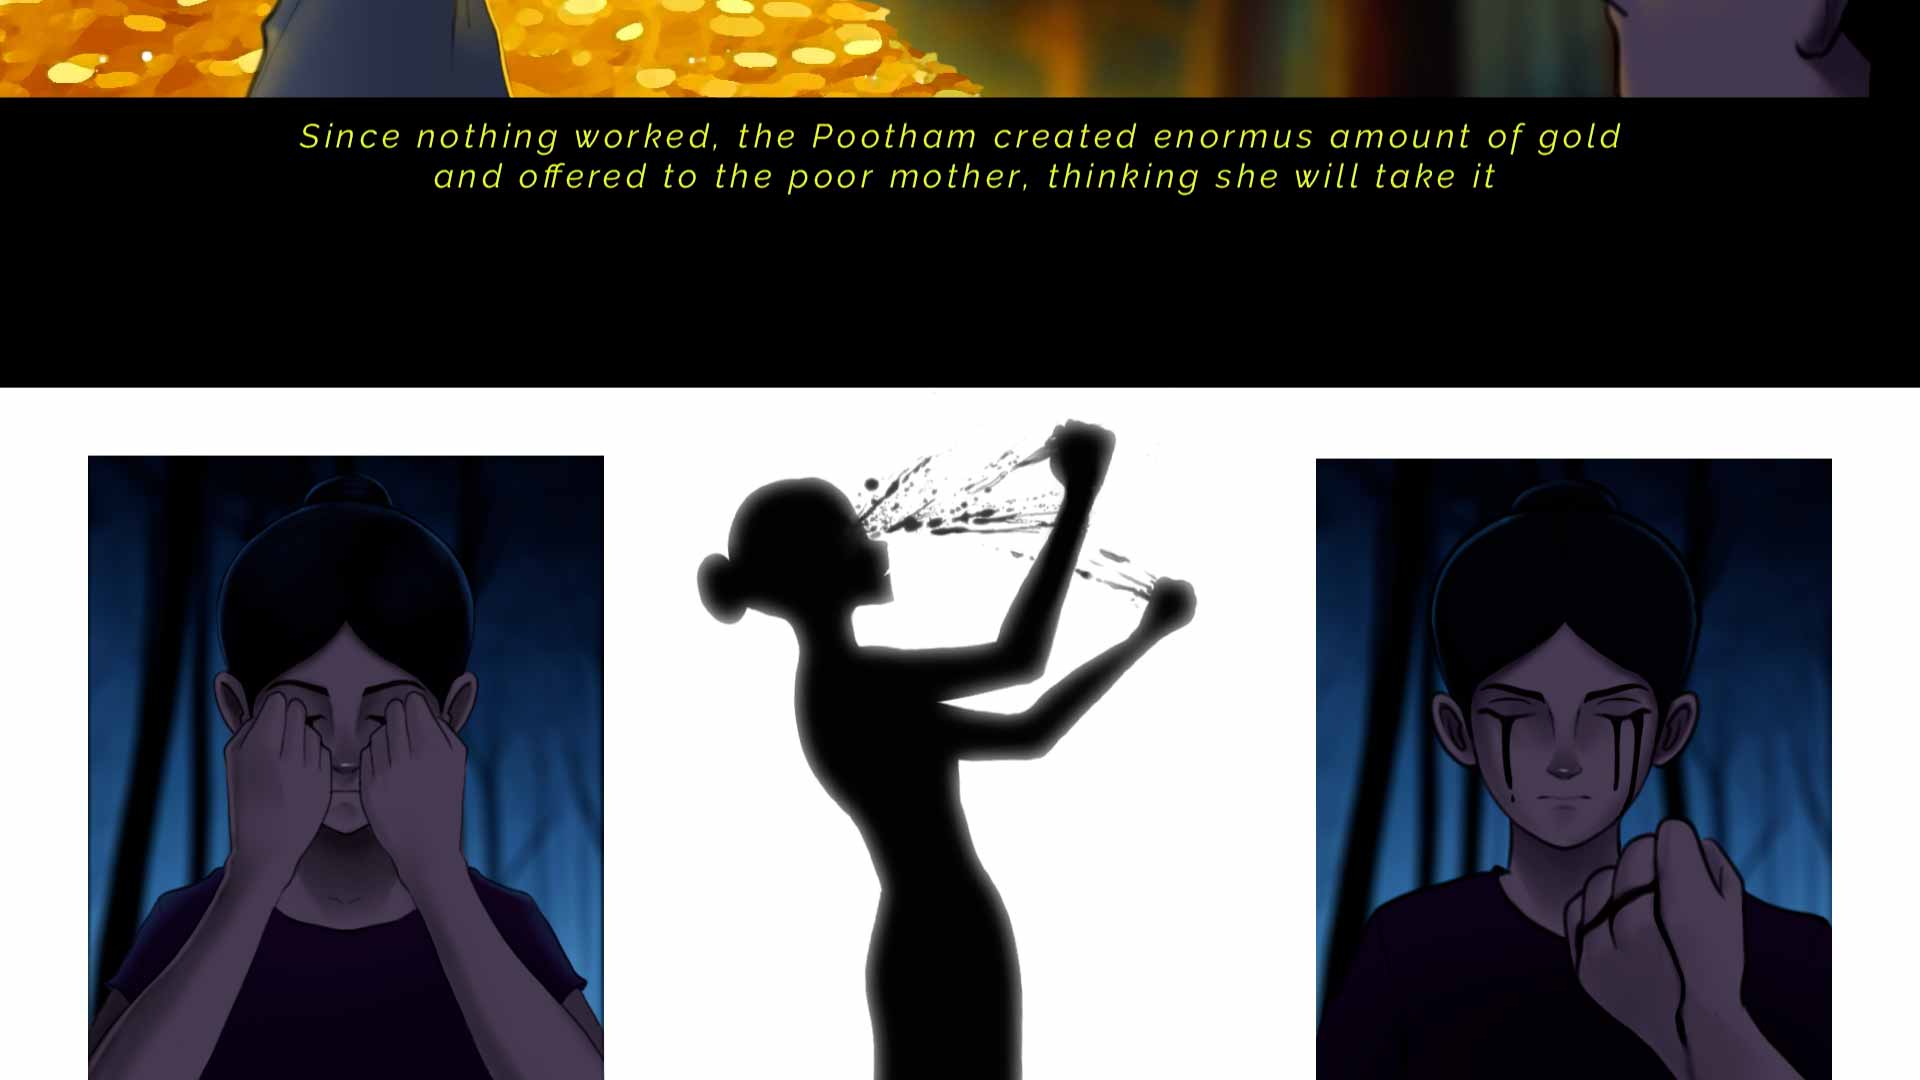 Since nothing worked, the Pootham created enormus amount of gold
and offered to the poor mother, thinking she will take it